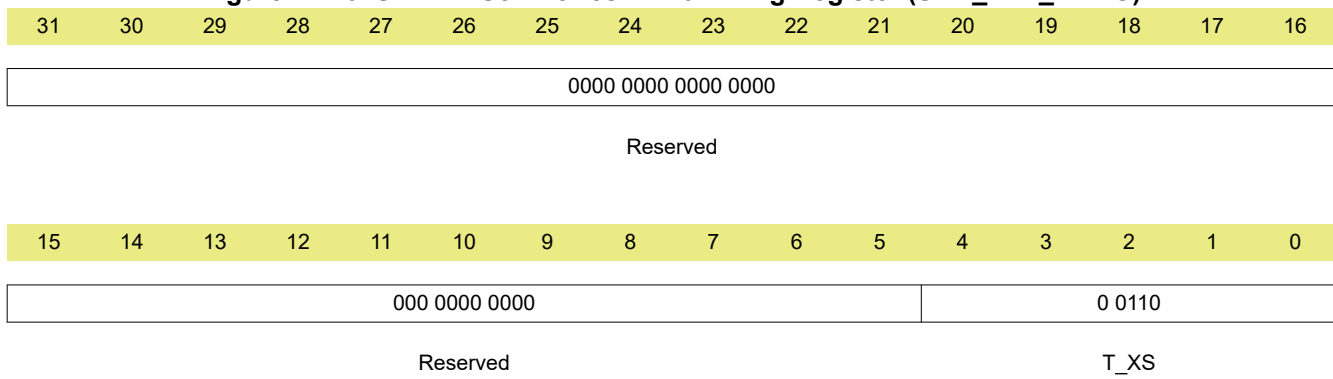 31 30 29 28 27 26 25 24 23 22 21 20 19 18 17 16
0000 0000 0000 0000
Reserved
15 14 13 12 11 10 9 8 7 6 5 4 3 2 1 0
000 0000 0000 0 0110
Reserved T_XS